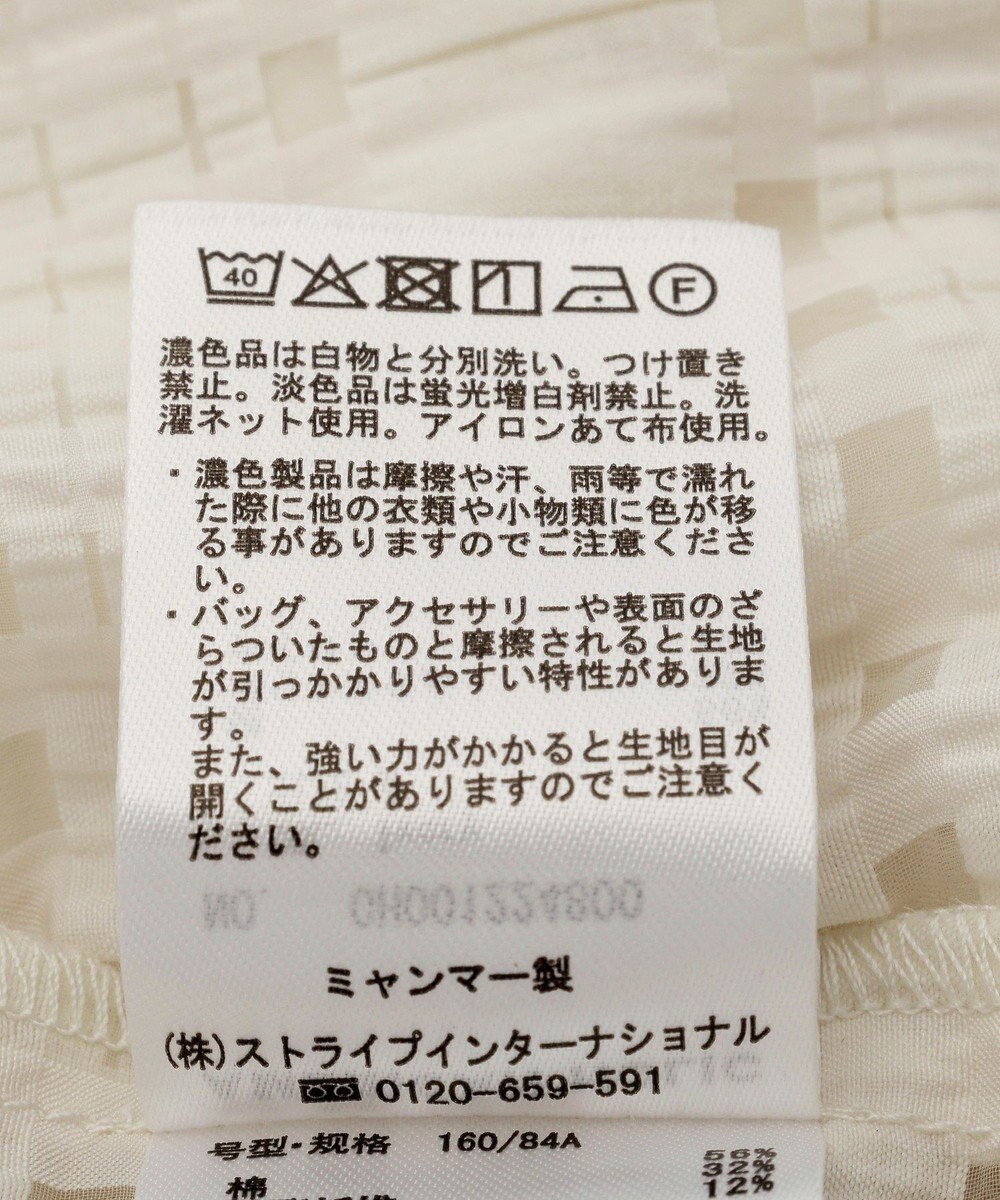 40
F
濃色品は白物と分別洗い。つけ置き
禁止。淡色品は蛍光増白剤禁止。洗
濯ネット使用。アイロンあて布使用。
・濃色製品は摩擦や汗、雨等で濡れ
た際に他の衣類や小物類に色が移
る事がありますのでご注意くださ
い。
・バッグ、アクセサリーや表面のざ
らついたものと摩擦されると生地
が引っかかりやすい特性がありま
す。
また、強い力がかかると生地目が
開くことがありますのでご注意く
ださい。
NO. 0H001224800
ミャンマー製
(株)ストライプインターナショナル
0120-659-591
号型·规格 160/84A
56%
棉 32%
12%